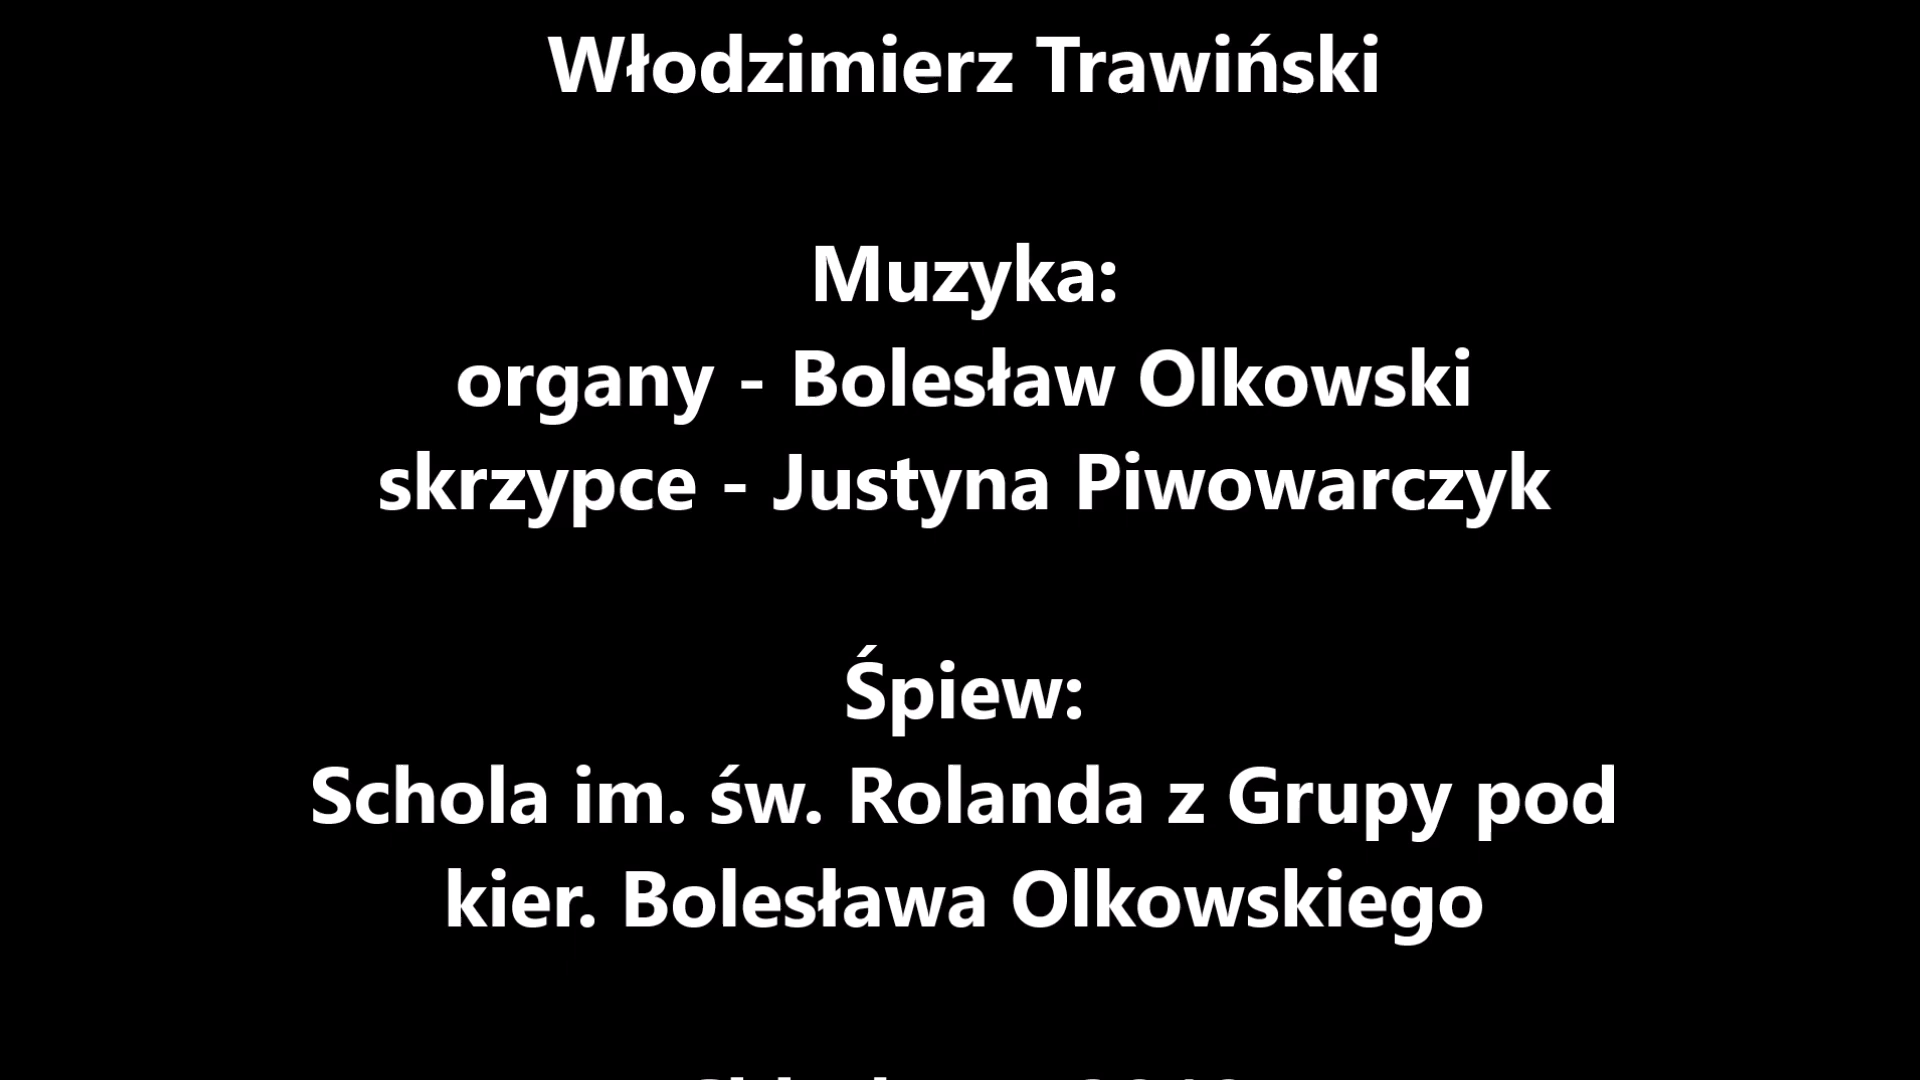 Włodzimierz Trawiński
Muzyka:
organy - Bolesław Olkowski
skrzypce - Justyna Piwowarczyk
Śpiew:
Schola im. św. Rolanda z Grupy pod
kier. Bolesława Olkowskiego